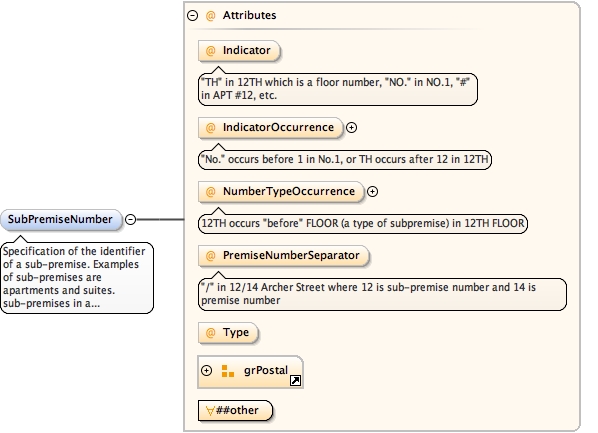 @ Attributes
@ Indicator
"TH" in 12TH which is a floor number, "NO." in NO.1, "#"
in APT #12, etc.
@ IndicatorOccurrence
"No." occurs before 1 in No.1, or TH occurs after 12 in 12TH
@ NumberTypeOccurrence
12TH occurs "before" FLOOR (a type of subpremise) in 12TH FLOOR
SubPremiseNumber
Specification of the identifier
of a sub-premise. Examples
of sub-premises are
apartments and suites.
sub-premises in a...
@ PremiseNumberSeparator
"/" in 12/14 Archer Street where 12 is sub-premise number and 14 is
premise number
@ Type
grPostal
∀##other